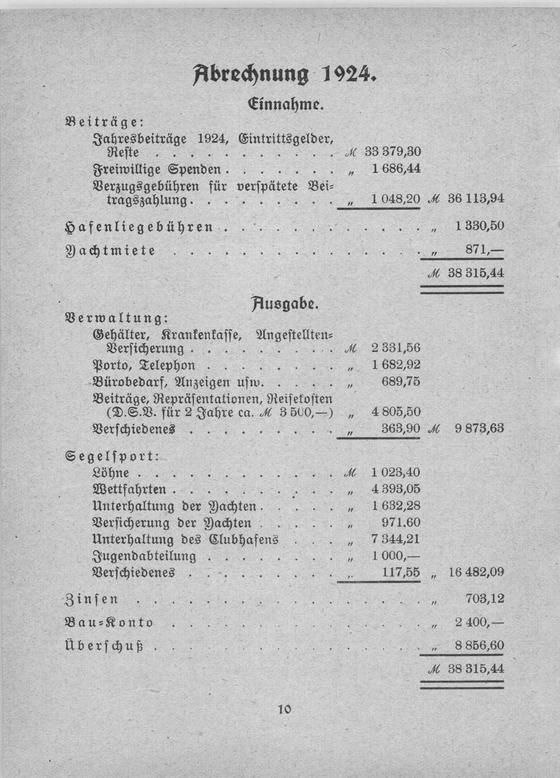 Abrechnung 1924.
Einnahme.
Beiträge:
Jahresbeiträge 1924, Eintrittsgelder,
Reste . . . . . . . . . . . ℳ 33 379,30
Freiwillige Spenden . . . . . . . „ 1 686,44
Verzugsgebühren für verspätete Bei-
tragszahlung . . . . . . . . . „ 1 048,20 ℳ 36 113,94
Hafenliegebühren . . . . . . . . . . . . . „ 1 330,50
Yachtmiete . . . . . . . . . . . . . . . „ 871,—
ℳ 38 315,44
Ausgabe.
Verwaltung:
Gehälter, Krankenkasse, Angestellten-
Versicherung . . . . . . . . . ℳ 2 331,56
Porto, Telephon . . . . . . . . . „ 1 682,92
Bürobedarf, Anzeigen usw. . . . . . „ 689,75
Beiträge, Repräsentationen, Reisekosten
(D.S.V. für 2 Jahre ca. ℳ 3 500,—) „ 4 805,50
Verschiedenes . . . . . . . . . . „ 363,90 ℳ 9 873,63
Segelsport:
Löhne . . . . . . . . . . . . ℳ 1 023,40
Wettfahrten . . . . . . . . . . „ 4 393,05
Unterhaltung der Yachten . . . . . „ 1 632,28
Versicherung der Yachten . . . . . „ 971.60
Unterhaltung des Clubhafens . . . . „ 7 344,21
Jugendabteilung . . . . . . . . . „ 1 000,—
Verschiedenes . . . . . . . . . . „ 117,55 „ 16 482,09
Zinsen . . . . . . . . . . . . . . . . „ 703,12
Bau-Konto . . . . . . . . . . . . . . . „ 2 400,—
Überschuß . . . . . . . . . . . . . . . „ 8 856,60
ℳ 38 315,44
10